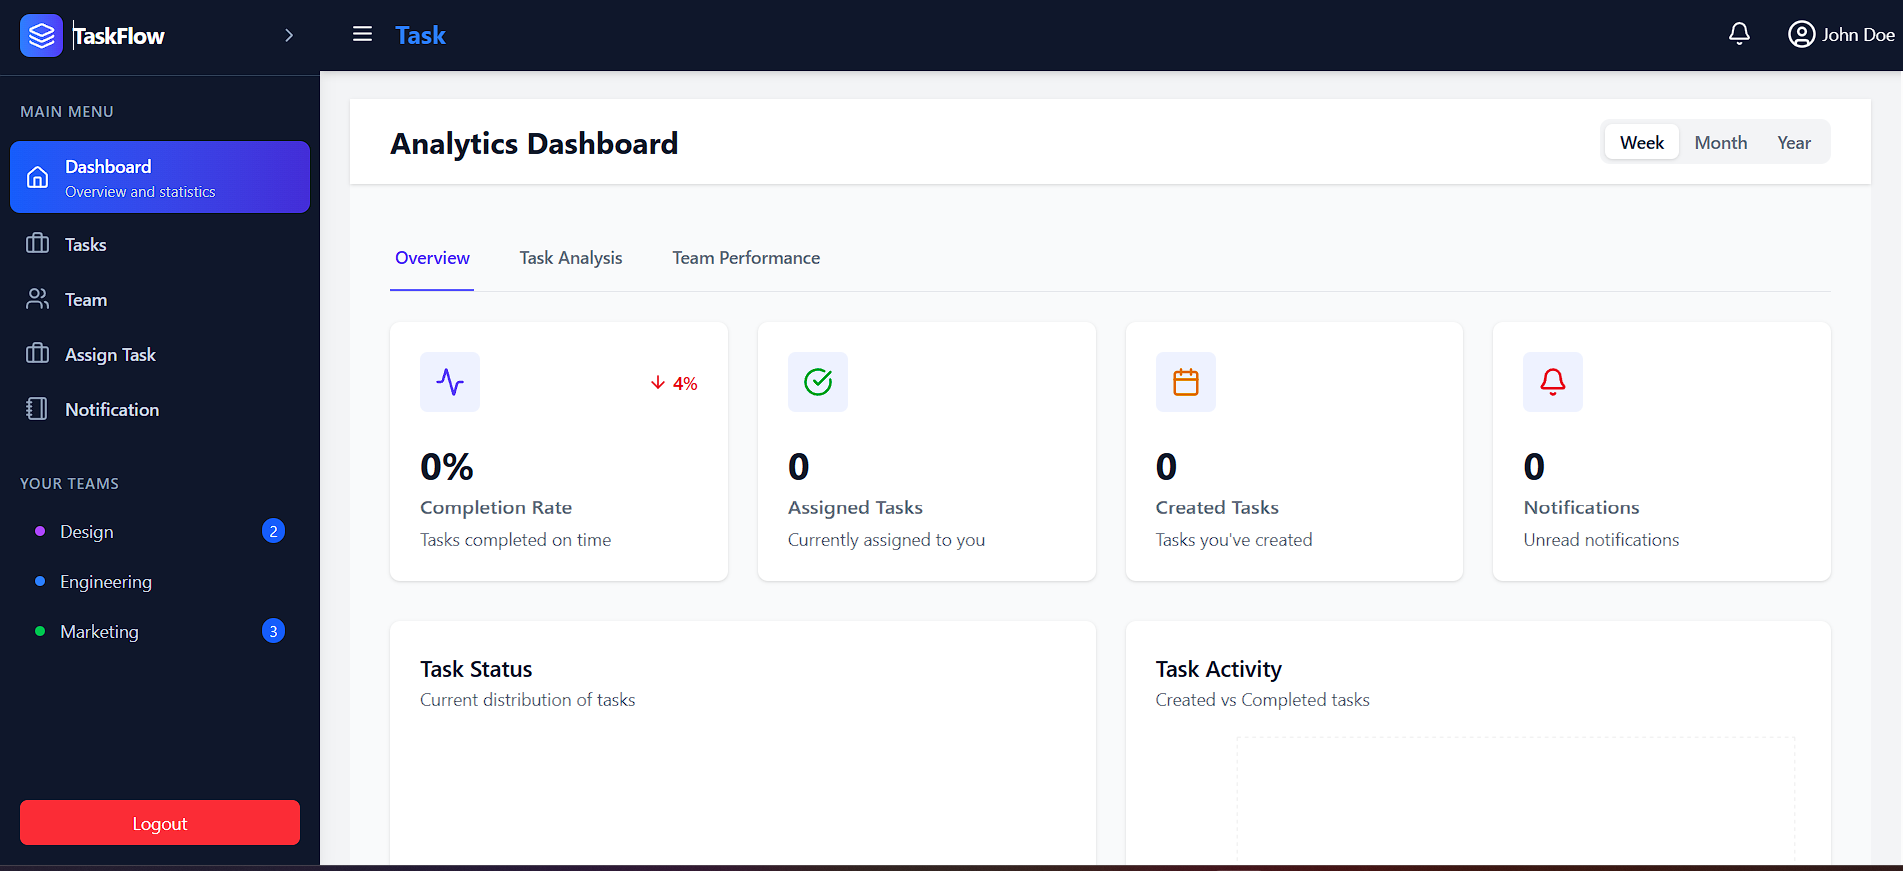 TaskFlow
Task
John Doe
MAIN MENU
Dashboard
Overview and statistics
Tasks
Team
Assign Task
Notification
YOUR TEAMS
Design 2
Engineering
Marketing 3
Logout
Analytics Dashboard
Week Month Year
Overview Task Analysis Team Performance
4%
0%
Completion Rate
Tasks completed on time
0
Assigned Tasks
Currently assigned to you
0
Created Tasks
Tasks you've created
0
Notifications
Unread notifications
Task Status
Current distribution of tasks
Task Activity
Created vs Completed tasks